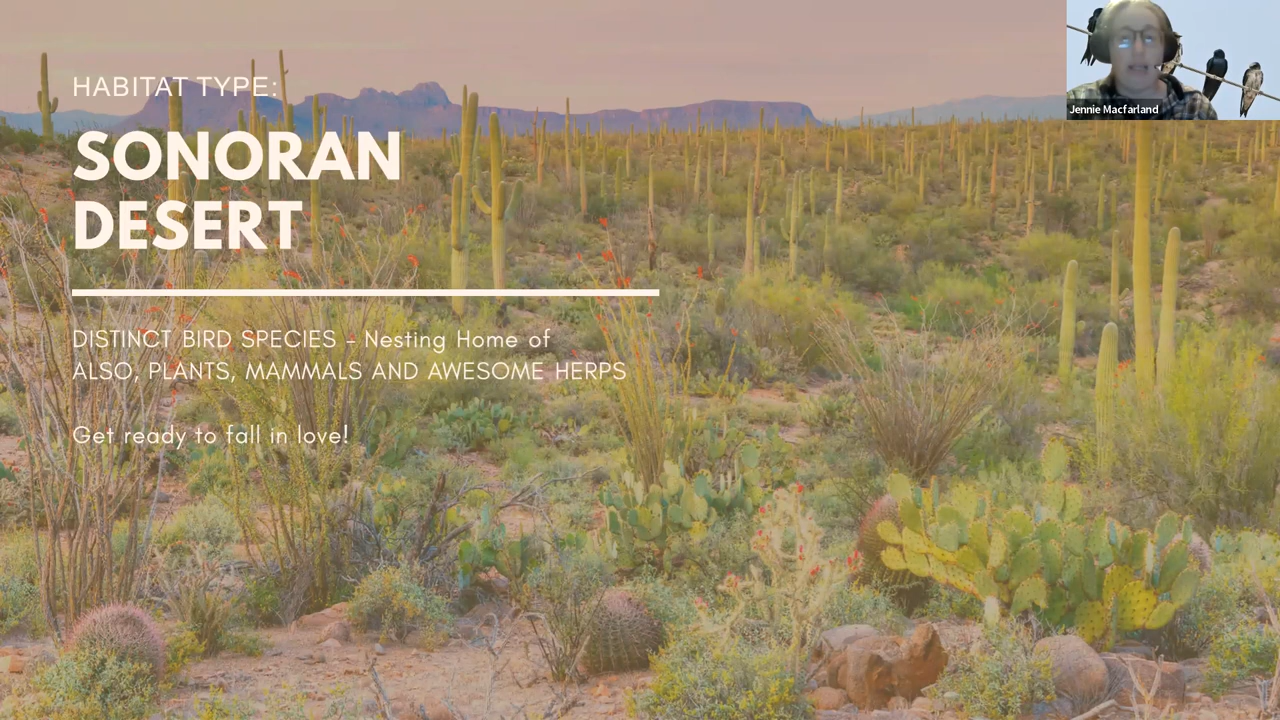 HABITAT TYPE:
SONORAN
DESERT
DISTINCT BIRD SPECIES - Nesting Home of
ALSO, PLANTS, MAMMALS AND AWESOME HERPS
Get ready to fall in love!
Jennie Macfarland